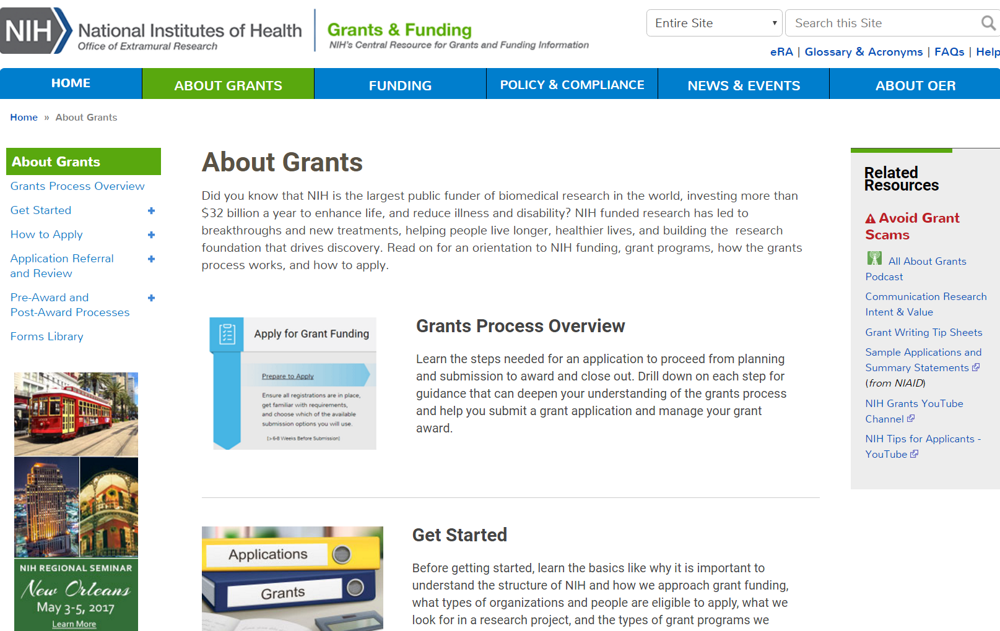 NIH
National Institutes of Health
Office of Extramural Research
Grants & Funding
NIH's Central Resource for Grants and Funding Information
Entire Site
Search this Site
eRA | Glossary & Acronyms | FAQs | Help
HOME
ABOUT GRANTS
FUNDING
POLICY & COMPLIANCE
NEWS & EVENTS
ABOUT OER
Home » About Grants
About Grants
Grants Process Overview
Get Started
How to Apply
Application Referral
and Review
Pre-Award and
Post-Award Processes
Forms Library
NIH REGIONAL SEMINAR
New Orleans
May 3-5, 2017
Learn More
About Grants
Did you know that NIH is the largest public funder of biomedical research in the world, investing more than
$32 billion a year to enhance life, and reduce illness and disability? NIH funded research has led to
breakthroughs and new treatments, helping people live longer, healthier lives, and building the research
foundation that drives discovery. Read on for an orientation to NIH funding, grant programs, how the grants
process works, and how to apply.
Apply for Grant Funding
Prepare to Apply
Ensure all registrations are in place,
get familiar with requirements,
and choose which of the available
submission options you will use.
[> 6-8 Weeks Before Submission]
Grants Process Overview
Learn the steps needed for an application to proceed from planning
and submission to award and close out. Drill down on each step for
guidance that can deepen your understanding of the grants process
and help you submit a grant application and manage your grant
award.
Applications
Grants
Get Started
Before getting started, learn the basics like why it is important to
understand the structure of NIH and how we approach grant funding,
what types of organizations and people are eligible to apply, what we
look for in a research project, and the types of grant programs we
Related
Resources
Avoid Grant
Scams
All About Grants
Podcast
Communication Research
Intent & Value
Grant Writing Tip Sheets
Sample Applications and
Summary Statements
(from NIAID)
NIH Grants YouTube
Channel
NIH Tips for Applicants -
YouTube